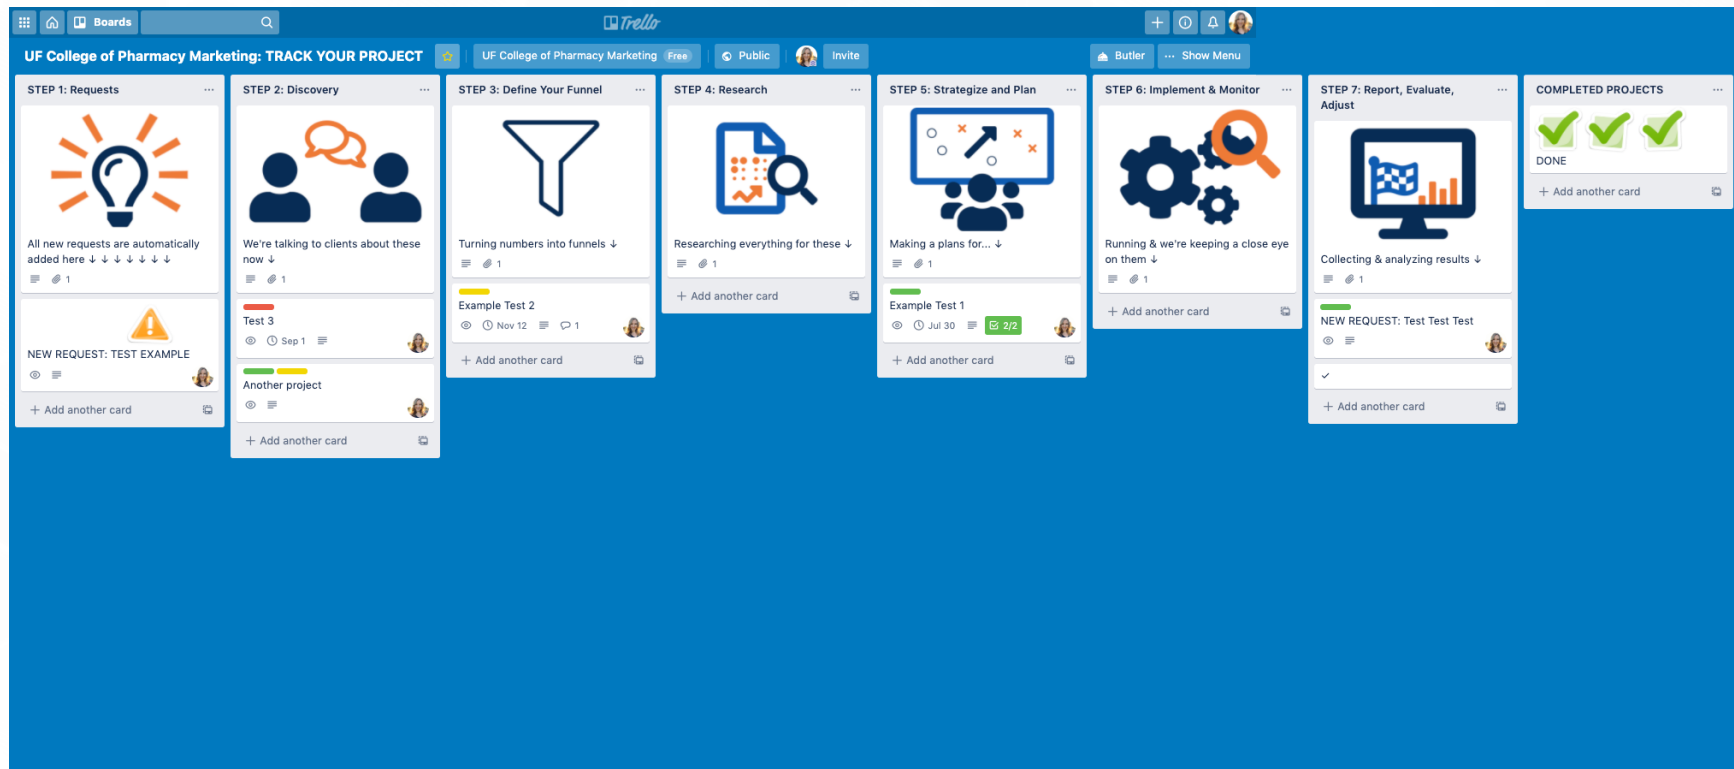 Boards
Trello
UF College of Pharmacy Marketing: TRACK YOUR PROJECT
UF College of Pharmacy Marketing Free
Public
Invite
Butler
··· Show Menu
STEP 1: Requests ···
All new requests are automatically
added here ↓ ↓ ↓ ↓ ↓ ↓ ↓
1
NEW REQUEST: TEST EXAMPLE
+ Add another card
STEP 2: Discovery ···
We're talking to clients about these
now ↓
1
Test 3
Sep 1
Another project
+ Add another card
STEP 3: Define Your Funnel ···
Turning numbers into funnels ↓
1
Example Test 2
Nov 12 1
+ Add another card
STEP 4: Research ···
Researching everything for these ↓
1
+ Add another card
STEP 5: Strategize and Plan ···
Making a plans for... ↓
1
Example Test 1
Jul 30 2/2
+ Add another card
STEP 6: Implement & Monitor ···
Running & we're keeping a close eye
on them ↓
1
+ Add another card
STEP 7: Report, Evaluate, ···
Adjust
Collecting & analyzing results ↓
1
NEW REQUEST: Test Test Test
✓
+ Add another card
COMPLETED PROJECTS ···
DONE
+ Add another card